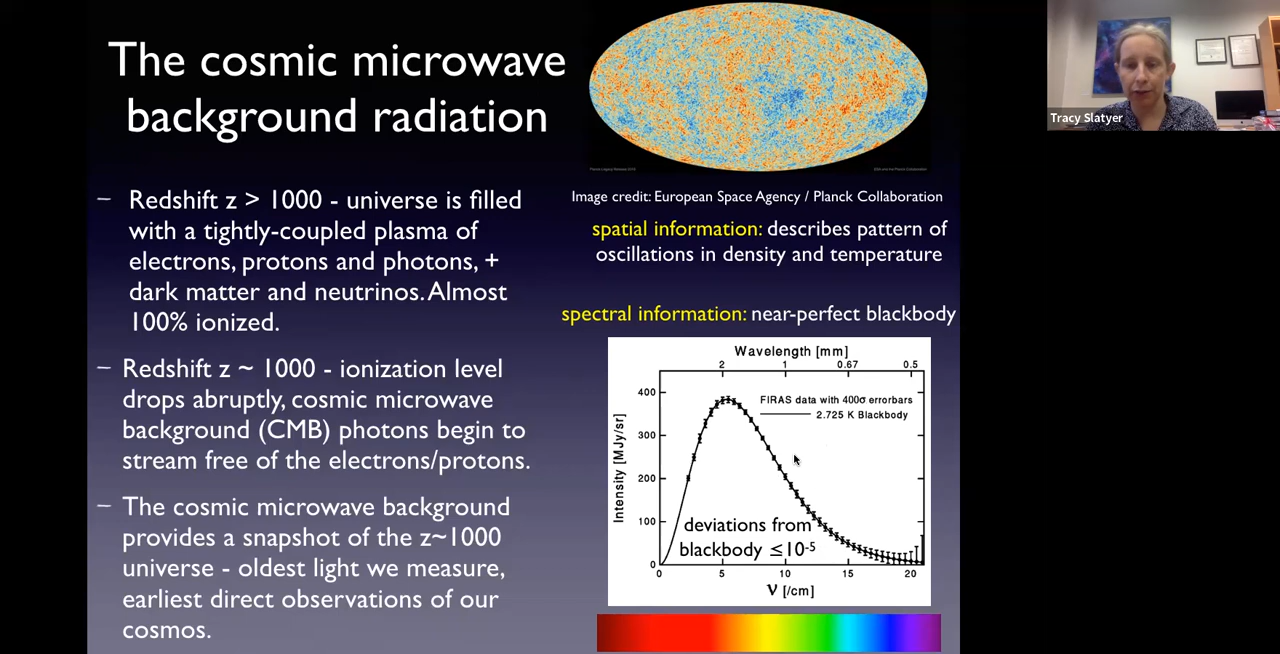 The cosmic microwave
background radiation
– Redshift z > 1000 - universe is filled
with a tightly-coupled plasma of
electrons, protons and photons, +
dark matter and neutrinos. Almost
100% ionized.
– Redshift z ~ 1000 - ionization level
drops abruptly, cosmic microwave
background (CMB) photons begin to
stream free of the electrons/protons.
– The cosmic microwave background
provides a snapshot of the z~1000
universe - oldest light we measure,
earliest direct observations of our
cosmos.
Image credit: European Space Agency / Planck Collaboration
spatial information: describes pattern of
oscillations in density and temperature
spectral information: near-perfect blackbody
Wavelength [mm]
2 1 0.67 0.5
FIRAS data with 400σ errorbars
2.725 K Blackbody
Intensity [MJy/sr]
400
300
200
100
0
deviations from
blackbody ≤10-5
0 5 10 15 20
ν [/cm]
Tracy Slatyer